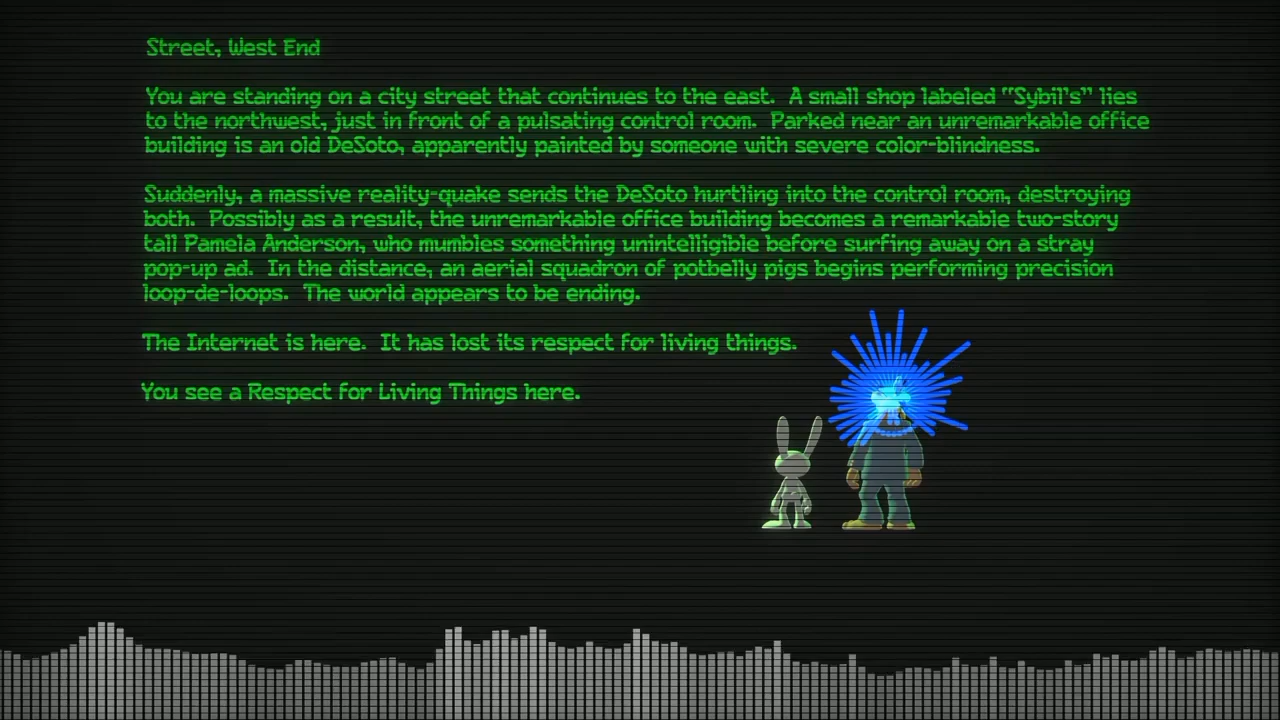 Street, West End
You are standing on a city street that continues to the east.  A small shop labeled "Sybil's" lies
to the northwest, just in front of a pulsating control room.  Parked near an unremarkable office
building is an old DeSoto, apparently painted by someone with severe color-blindness.
Suddenly, a massive reality-quake sends the DeSoto hurtling into the control room, destroying
both.  Possibly as a result, the unremarkable office building becomes a remarkable two-story
tall Pamela Anderson, who mumbles something unintelligible before surfing away on a stray
pop-up ad.  In the distance, an aerial squadron of potbelly pigs begins performing precision
loop-de-loops.  The world appears to be ending.
The Internet is here.  It has lost its respect for living things.
You see a Respect for Living Things here.